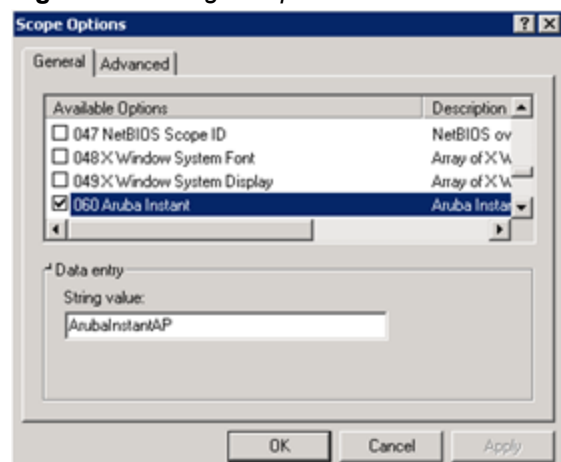 Scope Options
General Advanced
Available Options Description
047 NetBIOS Scope ID NetBIOS ov
048 X Window System Font Array of X W
049 X Window System Display Array of X W
060 Aruba Instant Aruba Instar
Data entry
String value:
ArubaInstantAP
OK Cancel Apply